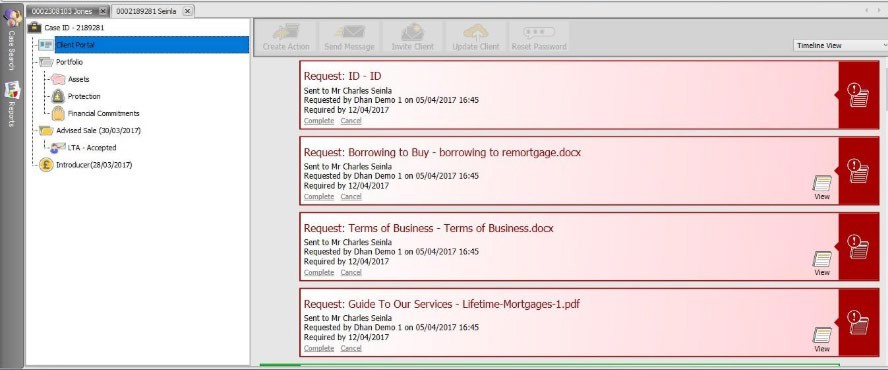 0002308103 Jones
0002189281 Seinla
Case Search
Reports
Case ID - 2189281
Client Portal
Portfolio
Assets
Protection
Financial Commitments
Advised Sale (30/03/2017)
LTA - Accepted
Introducer(28/03/2017)
Create Action
Send Message
Invite Client
Update Client
Reset Password
Timeline View
Request: ID - ID
Sent to Mr Charles Seinla
Requested by Dhan Demo 1 on 05/04/2017 16:45
Required by 12/04/2017
Complete Cancel
Request: Borrowing to Buy - borrowing to remortgage.docx
Sent to Mr Charles Seinla
Requested by Dhan Demo 1 on 05/04/2017 16:45
Required by 12/04/2017
Complete Cancel
View
Request: Terms of Business - Terms of Business.docx
Sent to Mr Charles Seinla
Requested by Dhan Demo 1 on 05/04/2017 16:45
Required by 12/04/2017
Complete Cancel
View
Request: Guide To Our Services - Lifetime-Mortgages-1.pdf
Sent to Mr Charles Seinla
Requested by Dhan Demo 1 on 05/04/2017 16:45
Required by 12/04/2017
Complete Cancel
View